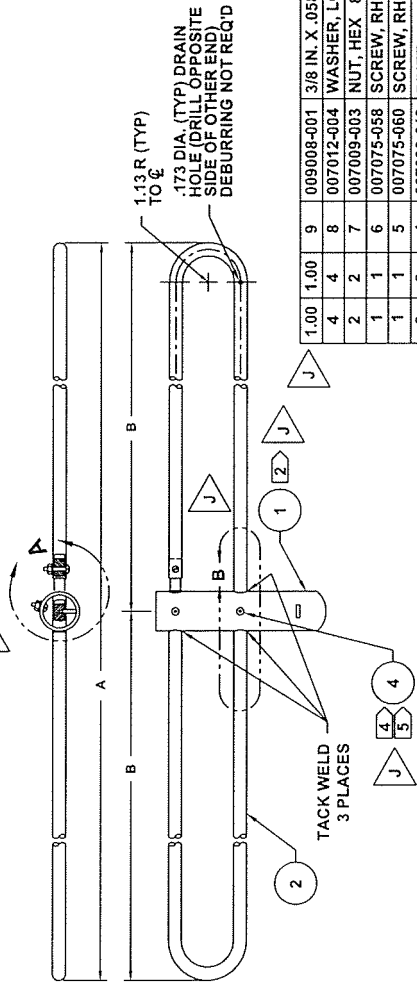 A
A
B
B
1.13 R (TYP)
TO ℄
.173 DIA. (TYP) DRAIN
HOLE (DRILL OPPOSITE
SIDE OF OTHER END)
DEBURRING NOT REQ'D
J
J
2
J
B
1
TACK WELD
3 PLACES
4
4
5
J
2
1.00 1.00 9 009008-001 3/8 IN. X .058
4 4 8 007012-004 WASHER,
2 2 7 007009-003 NUT, HEX
1 1 6 007075-058 SCREW, RH
1 1 5 007075-060 SCREW, RH